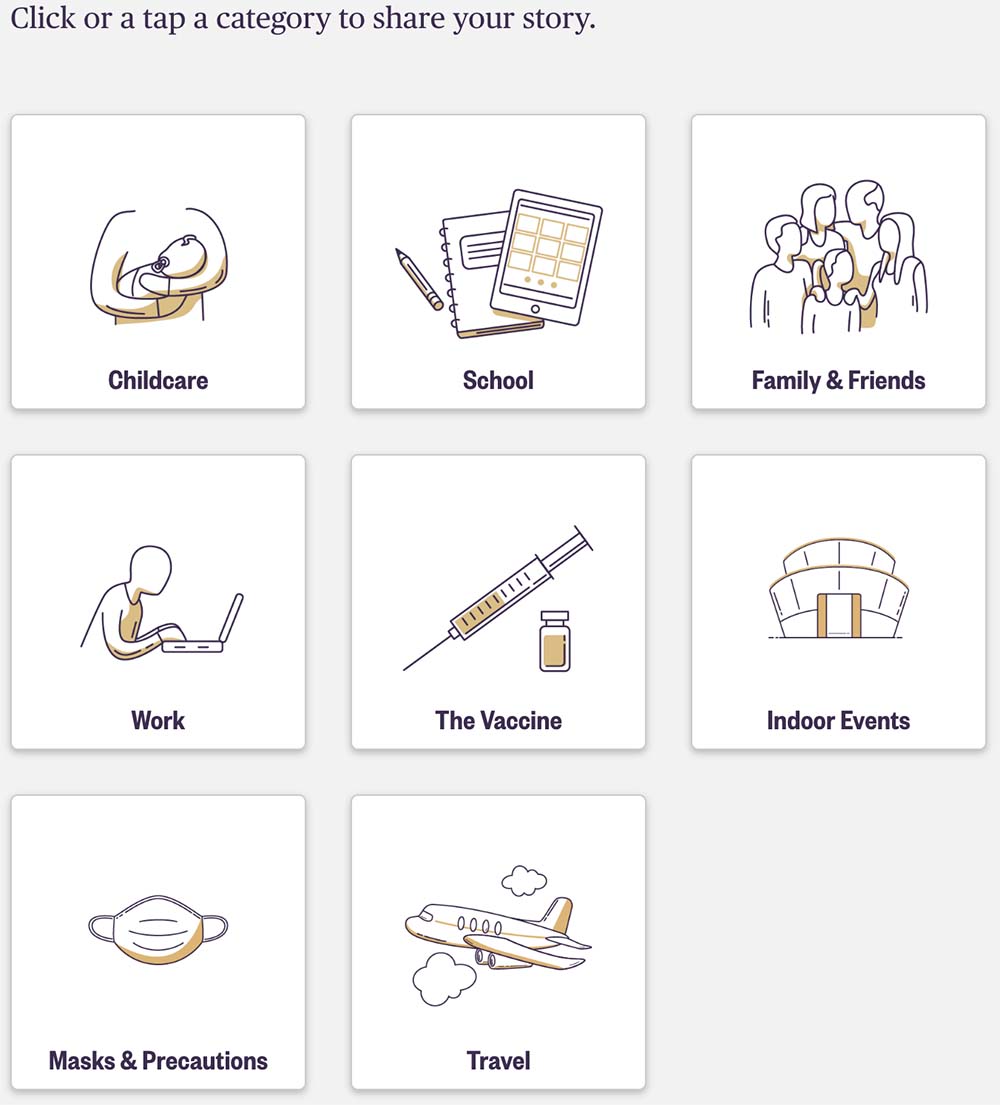 Click or a tap a category to share your story.
Childcare
School
Family & Friends
Work
The Vaccine
Indoor Events
Masks & Precautions
Travel